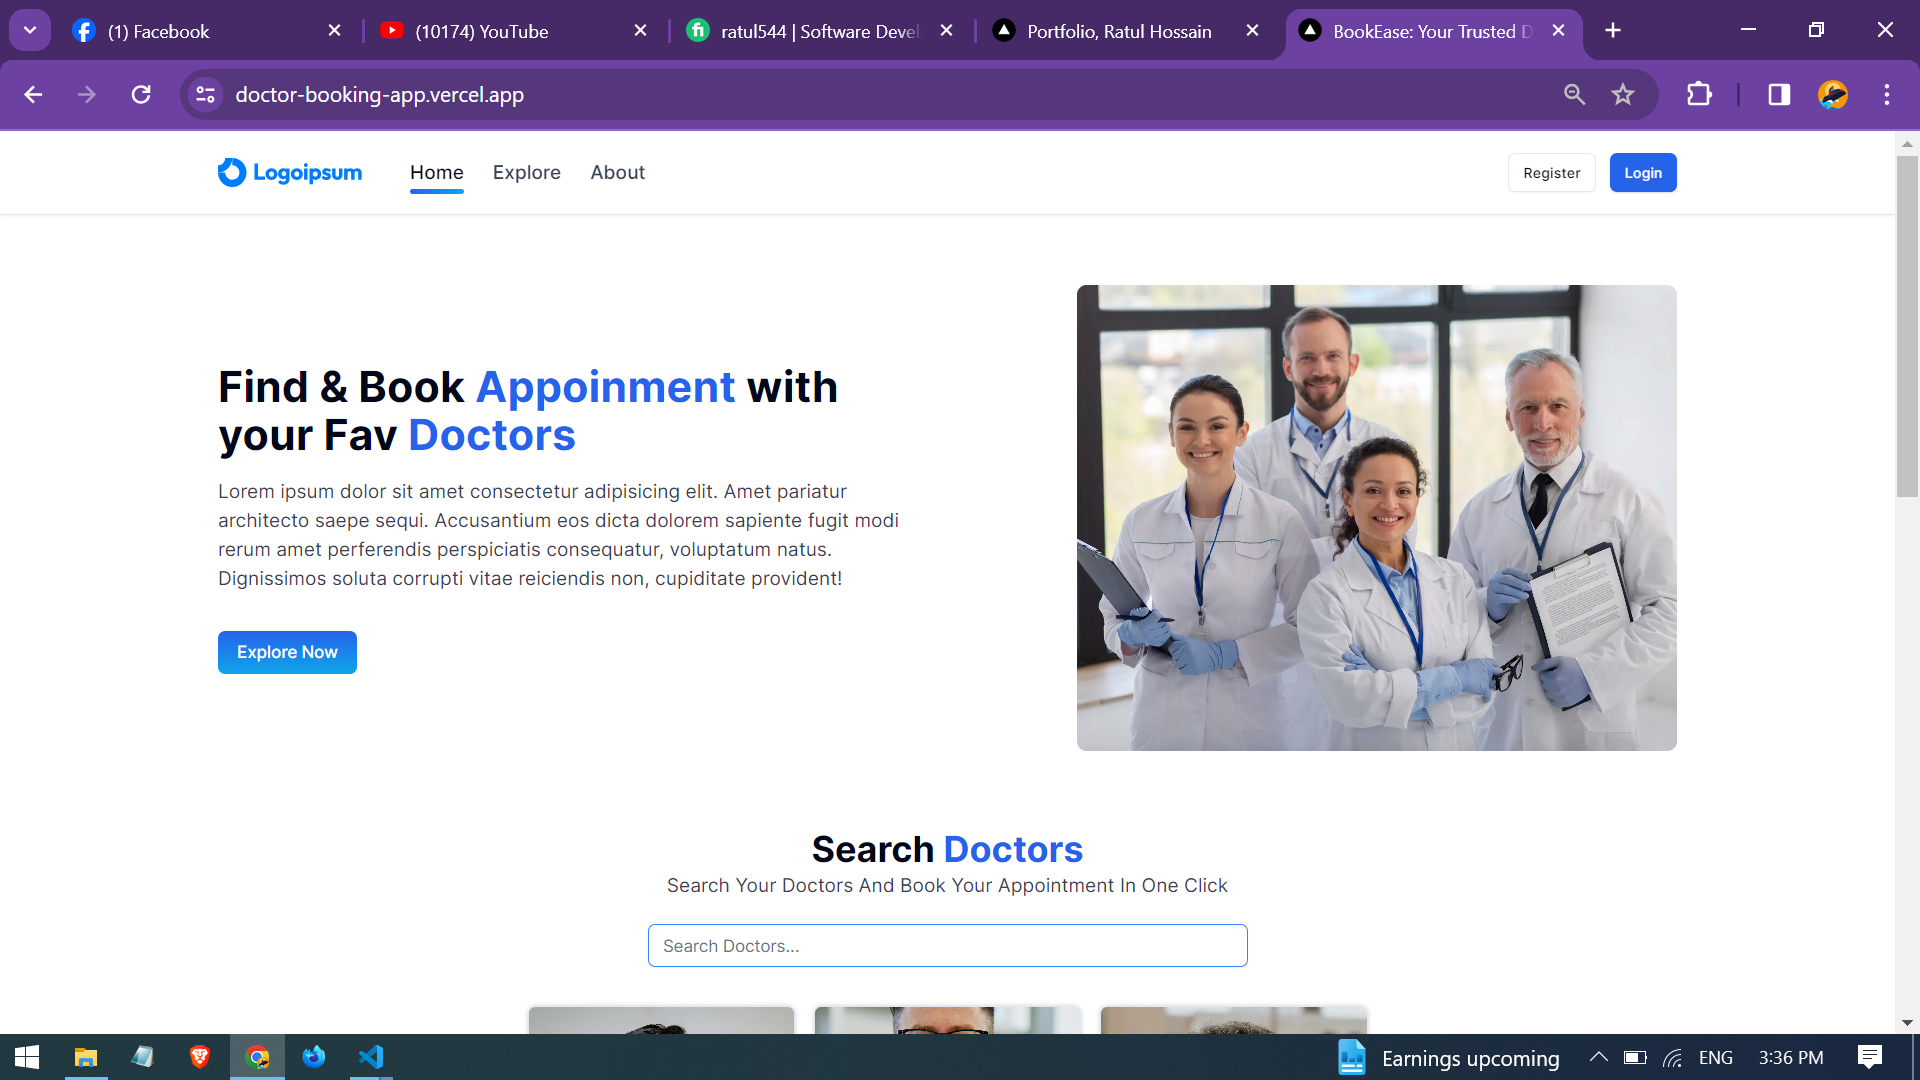 (1) Facebook
(10174) YouTube
ratul544 | Software Devel
Portfolio, Ratul Hossain
BookEase: Your Trusted D
doctor-booking-app.vercel.app
Logoipsum
Home
Explore
About
Register
Login
Find & Book Appoinment with
your Fav Doctors
Lorem ipsum dolor sit amet consectetur adipisicing elit. Amet pariatur
architecto saepe sequi. Accusantium eos dicta dolorem sapiente fugit modi
rerum amet perferendis perspiciatis consequatur, voluptatum natus.
Dignissimos soluta corrupti vitae reiciendis non, cupiditate provident!
Explore Now
Search Doctors
Search Your Doctors And Book Your Appointment In One Click
Search Doctors...
Earnings upcoming
ENG
3:36 PM